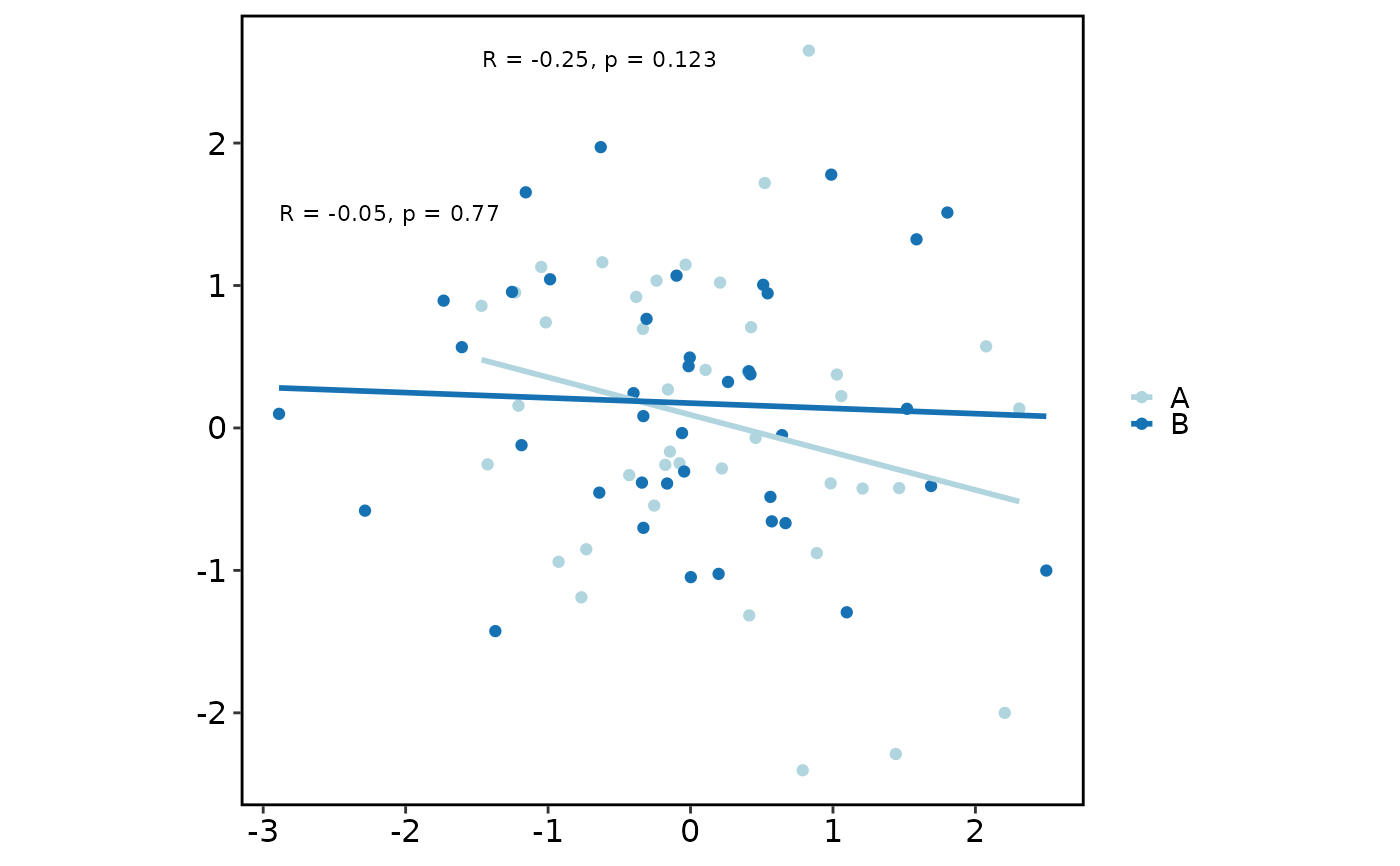 R = -0.25, p = 0.123
2
R = -0.05, p = 0.77
1
A
0
B
-1
-2
-3 -2 -1 0 1 2